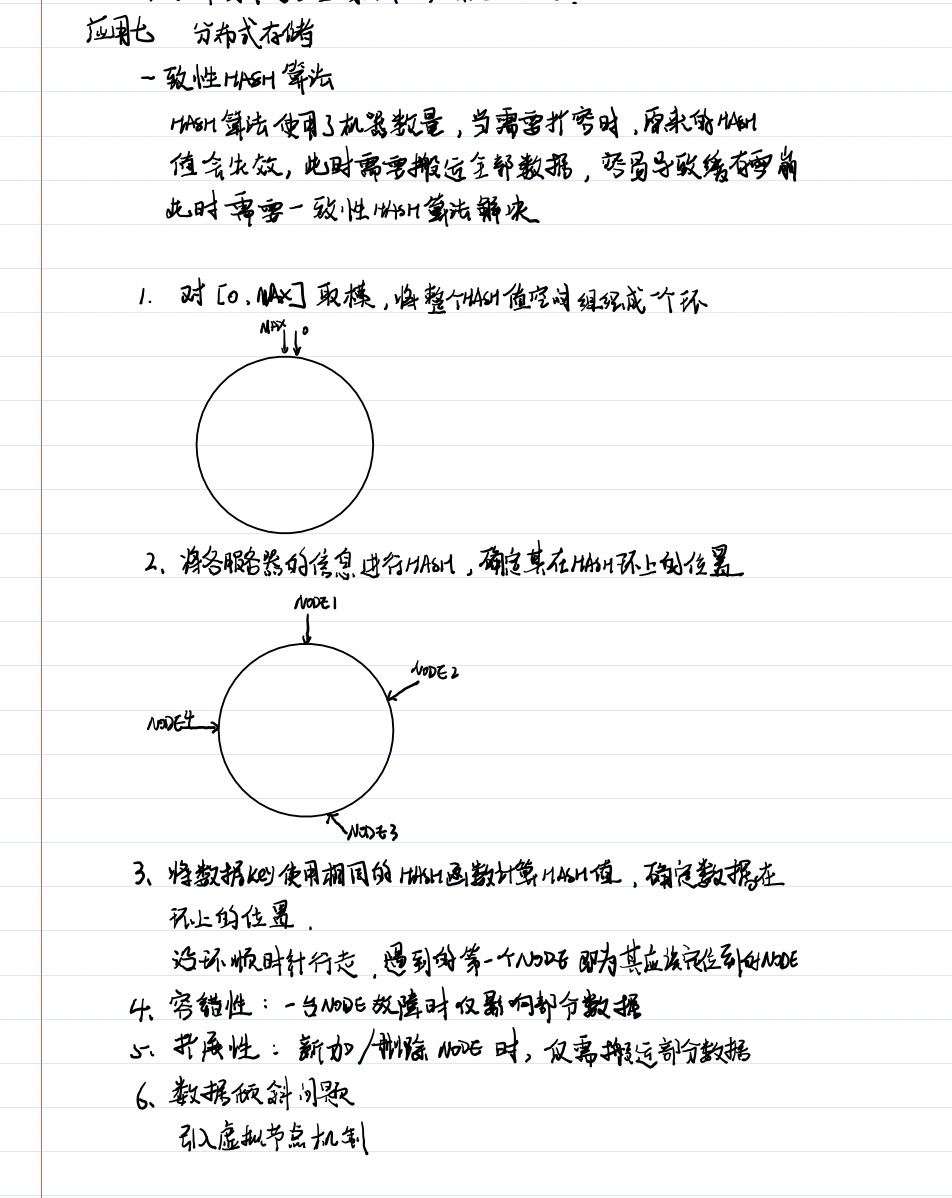 应用七 分布式存储
一致性HASH算法
HASH算法使用了机器数量，当需要扩容时，原来的HASH
值会失效，此时需要搬运全部数据，容易导致缓存雪崩
此时需要一致性HASH算法解决
1. 对[0、MAX]取模，将整个HASH值空间组织成一个环
MAX 0
2、将各服务器的信息进行HASH，确定其在HASH环上的位置
NODE1
NODE2
NODE4
NODE3
3、将数据key使用相同的HASH函数计算HASH值，确定数据在
环上的位置．
沿环顺时针行走，遇到的第一个NODE即为其应该定位到的NODE
4、容错性：一台NODE故障时仅影响部分数据
5、扩展性：新加/删除NODE时，仅需搬运部分数据
6、数据倾斜问题
引入虚拟节点机制